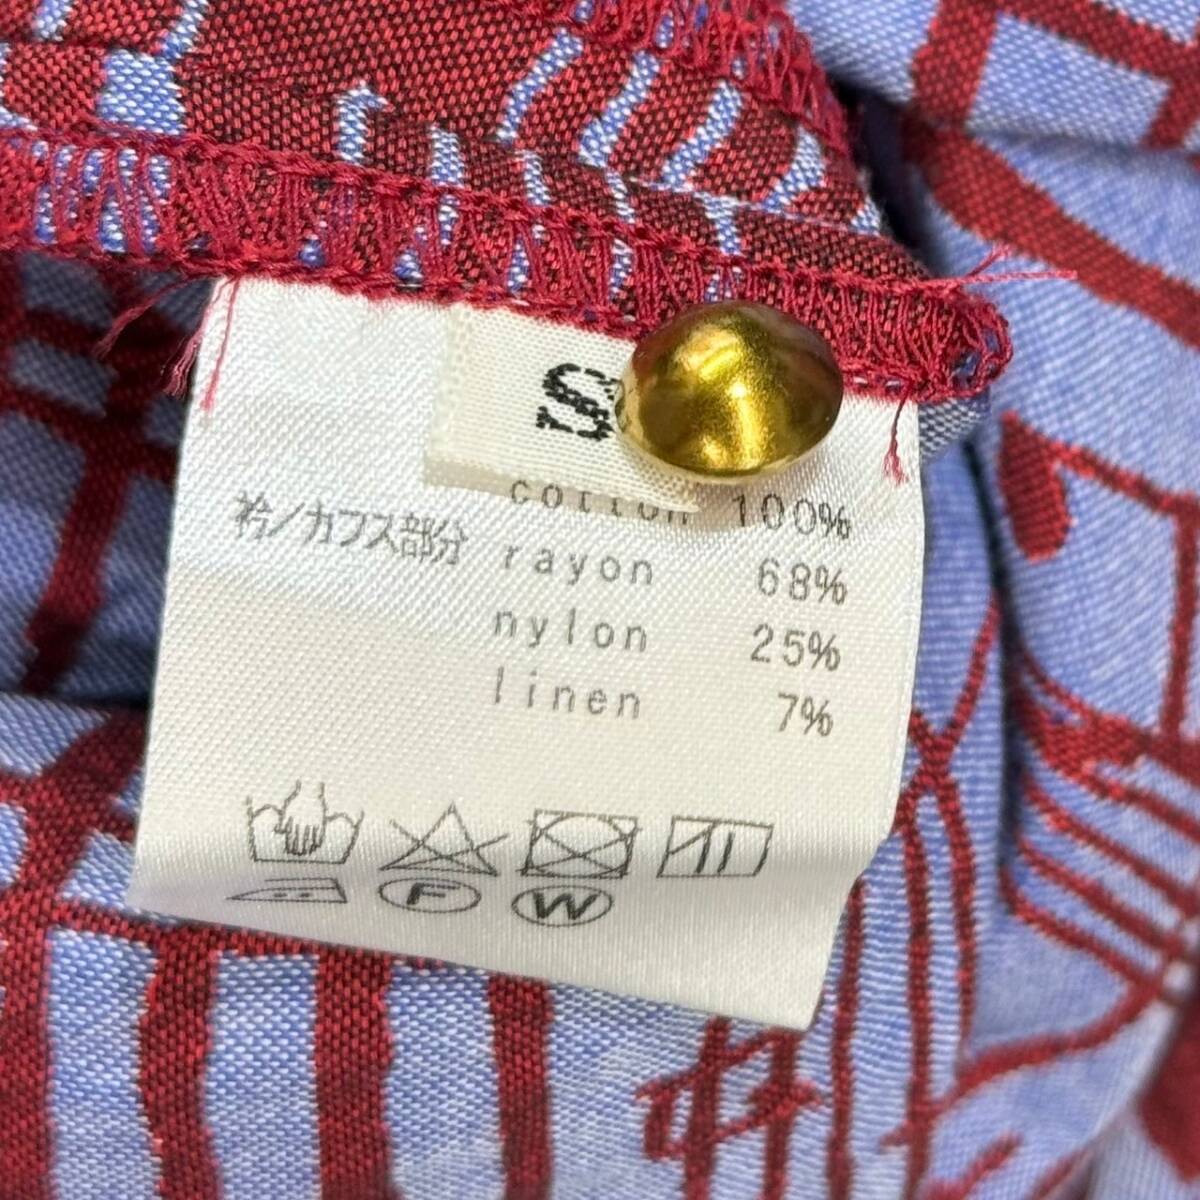 S
cotton 100%
衿/カフス部分 rayon 68%
nylon 25%
linen 7%
F W